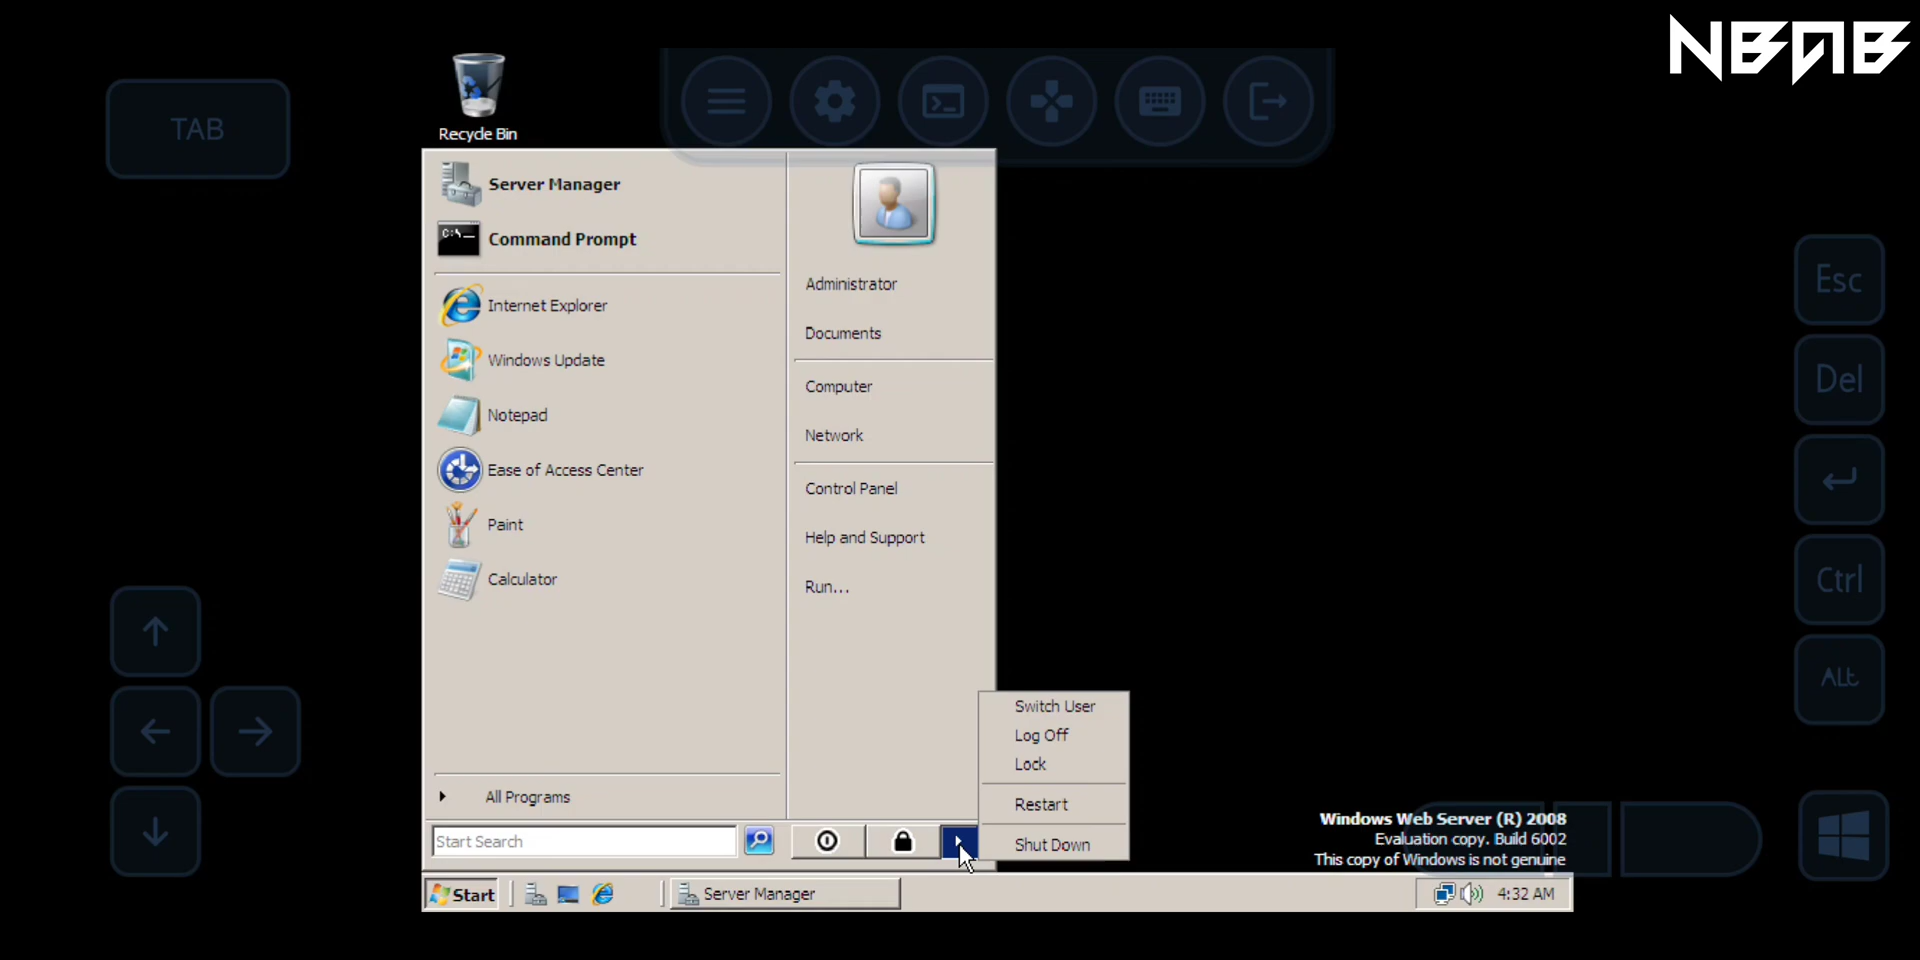 NBAB
TAB
Recycle Bin
Server Manager
Command Prompt
Internet Explorer
Windows Update
Notepad
Ease of Access Center
Paint
Calculator
All Programs
Start Search
Administrator
Documents
Computer
Network
Control Panel
Help and Support
Run...
Switch User
Log Off
Lock
Restart
Shut Down
Esc
Del
Ctrl
ALt
Windows Web Server (R) 2008
Evaluation copy. Build 6002
This copy of Windows is not genuine
Start
Server Manager
4:32 AM